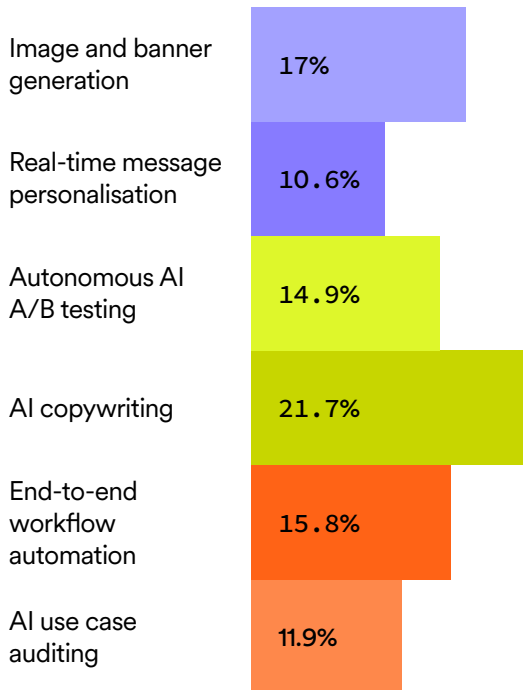 Image and banner
generation
17%
Real-time message
personalisation
10.6%
Autonomous AI
A/B testing
14.9%
AI copywriting
21.7%
End-to-end
workflow
automation
15.8%
AI use case
auditing
11.9%